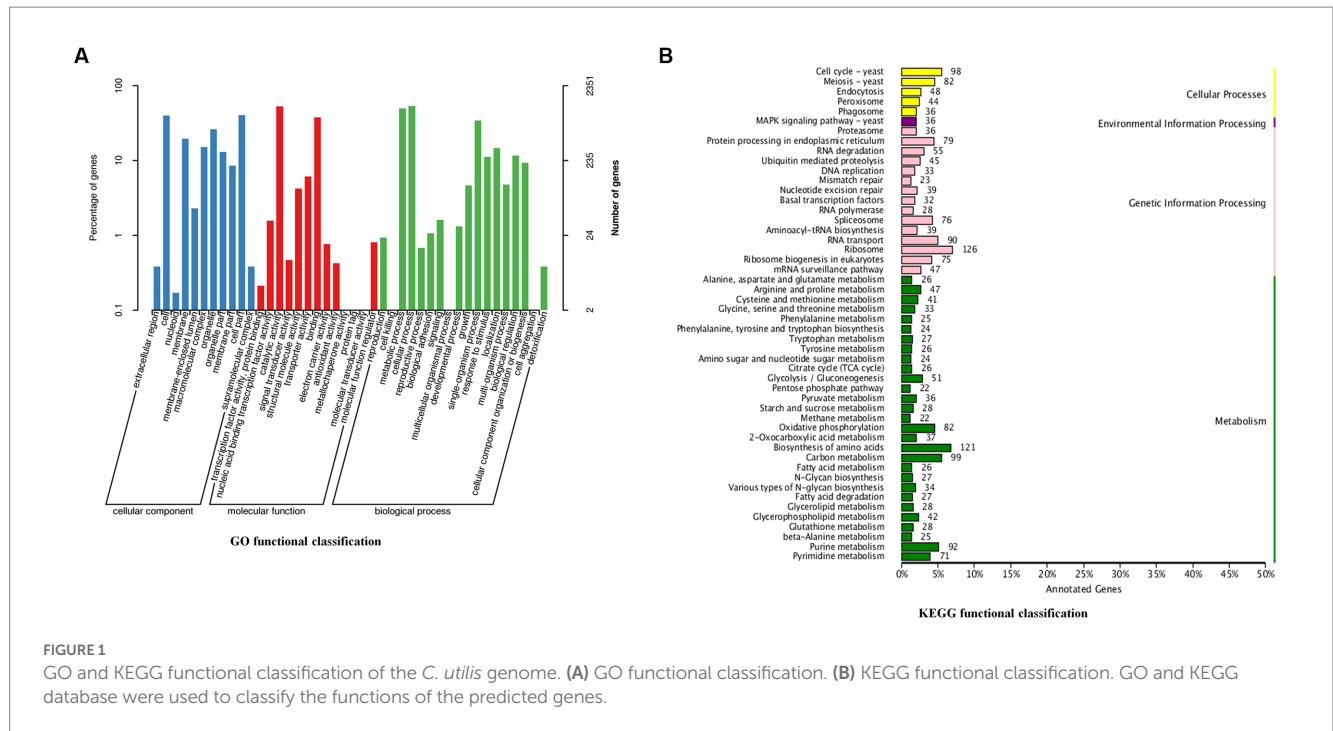 A
Percentage of genes
100
10
1
0.1
2351
235
24
2
Number of genes
extracellular region
cell
nucleoid
membrane
membrane-enclosed lumen
macromolecular complex
organelle
organelle part
membrane part
cell part
supramolecular complex
transcription factor activity, protein binding
nucleic acid binding transcription factor activity
catalytic activity
signal transducer activity
structural molecule activity
transporter activity
binding
electron carrier activity
antioxidant activity
metallochaperone activity
protein tag
molecular transducer activity
molecular function regulator
reproduction
cell killing
metabolic process
cellular process
reproductive process
biological adhesion
signaling
multicellular organismal process
developmental process
growth
single-organism process
response to stimulus
localization
multi-organism process
biological regulation
cellular component organization or biogenesis
cell aggregation
detoxification
cellular component
molecular function
biological process
GO functional classification
B
Cell cycle - yeast 98
Meiosis - yeast 82
Endocytosis 48
Peroxisome 44
Phagosome 36
MAPK signaling pathway - yeast 36
Proteasome 36
Protein processing in endoplasmic reticulum 79
RNA degradation 55
Ubiquitin mediated proteolysis 45
DNA replication 33
Mismatch repair 23
Nucleotide excision repair 39
Basal transcription factors 32
RNA polymerase 28
Spliceosome 76
Aminoacyl-tRNA biosynthesis 39
RNA transport 90
Ribosome 126
Ribosome biogenesis in eukaryotes 75
mRNA surveillance pathway 47
Alanine, aspartate and glutamate metabolism 26
Arginine and proline metabolism 47
Cysteine and methionine metabolism 41
Glycine, serine and threonine metabolism 33
Phenylalanine metabolism 25
Phenylalanine, tyrosine and tryptophan biosynthesis 24
Tryptophan metabolism 27
Tyrosine metabolism 26
Amino sugar and nucleotide sugar metabolism 24
Citrate cycle (TCA cycle) 26
Glycolysis / Gluconeogenesis 51
Pentose phosphate pathway 22
Pyruvate metabolism 36
Starch and sucrose metabolism 28
Methane metabolism 22
Oxidative phosphorylation 82
2-Oxocarboxylic acid metabolism 37
Biosynthesis of amino acids 121
Carbon metabolism 99
Fatty acid metabolism 26
N-Glycan biosynthesis 27
Various types of N-glycan biosynthesis 34
Fatty acid degradation 27
Glycerolipid metabolism 28
Glycerophospholipid metabolism 42
Glutathione metabolism 28
beta-Alanine metabolism 25
Purine metabolism 92
Pyrimidine metabolism 71
Cellular Processes
Environmental Information Processing
Genetic Information Processing
Metabolism
0% 5% 10% 15% 20% 25% 30% 35% 40% 45% 50%
Annotated Genes
KEGG functional classification
FIGURE 1
GO and KEGG functional classification of the C. utilis genome. (A) GO functional classification. (B) KEGG functional classification. GO and KEGG
database were used to classify the functions of the predicted genes.